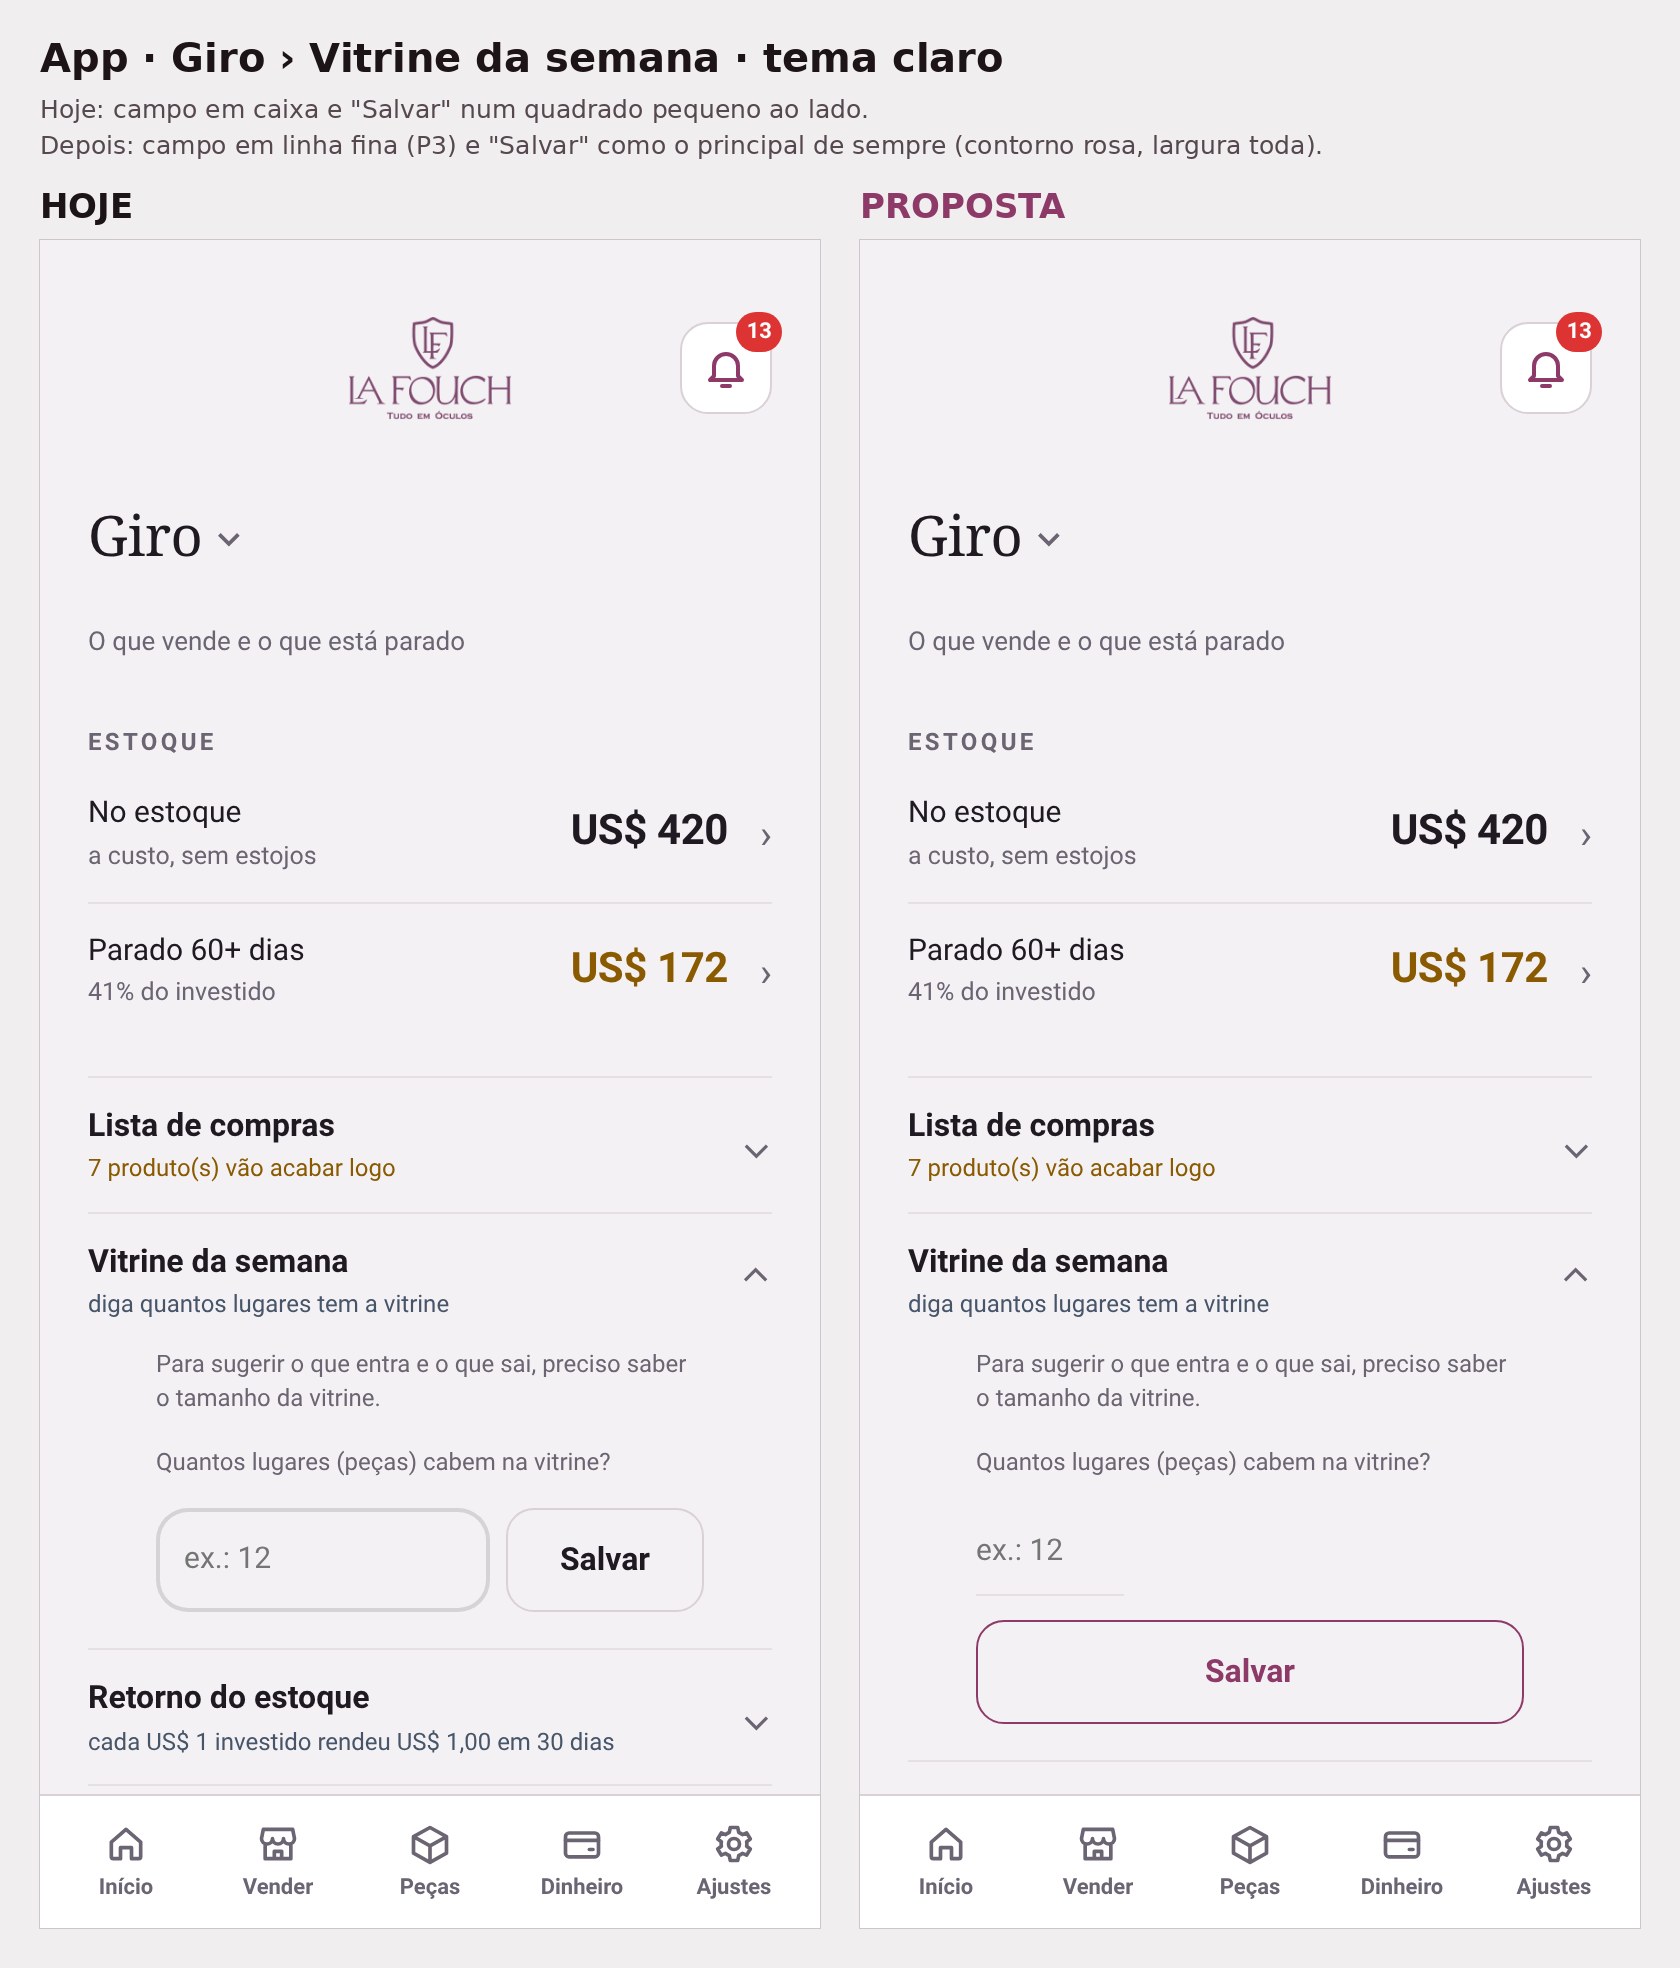 App · Giro › Vitrine da semana · tema claro
Hoje: campo em caixa e "Salvar" num quadrado pequeno ao lado.
Depois: campo em linha fina (P3) e "Salvar" como o principal de sempre (contorno rosa, largura toda).
HOJE
LF
LA FOUCH
TUDO EM ÓCULOS
13
Giro
O que vende e o que está parado
ESTOQUE
No estoque
US$ 420 ›
a custo, sem estojos
Parado 60+ dias
US$ 172 ›
41% do investido
Lista de compras
7 produto(s) vão acabar logo
Vitrine da semana
diga quantos lugares tem a vitrine
Para sugerir o que entra e o que sai, preciso saber
o tamanho da vitrine.
Quantos lugares (peças) cabem na vitrine?
ex.: 12
Salvar
Retorno do estoque
cada US$ 1 investido rendeu US$ 1,00 em 30 dias
Início
Vender
Peças
Dinheiro
Ajustes
PROPOSTA
LF
LA FOUCH
TUDO EM ÓCULOS
13
Giro
O que vende e o que está parado
ESTOQUE
No estoque
US$ 420 ›
a custo, sem estojos
Parado 60+ dias
US$ 172 ›
41% do investido
Lista de compras
7 produto(s) vão acabar logo
Vitrine da semana
diga quantos lugares tem a vitrine
Para sugerir o que entra e o que sai, preciso saber
o tamanho da vitrine.
Quantos lugares (peças) cabem na vitrine?
ex.: 12
Salvar
Início
Vender
Peças
Dinheiro
Ajustes